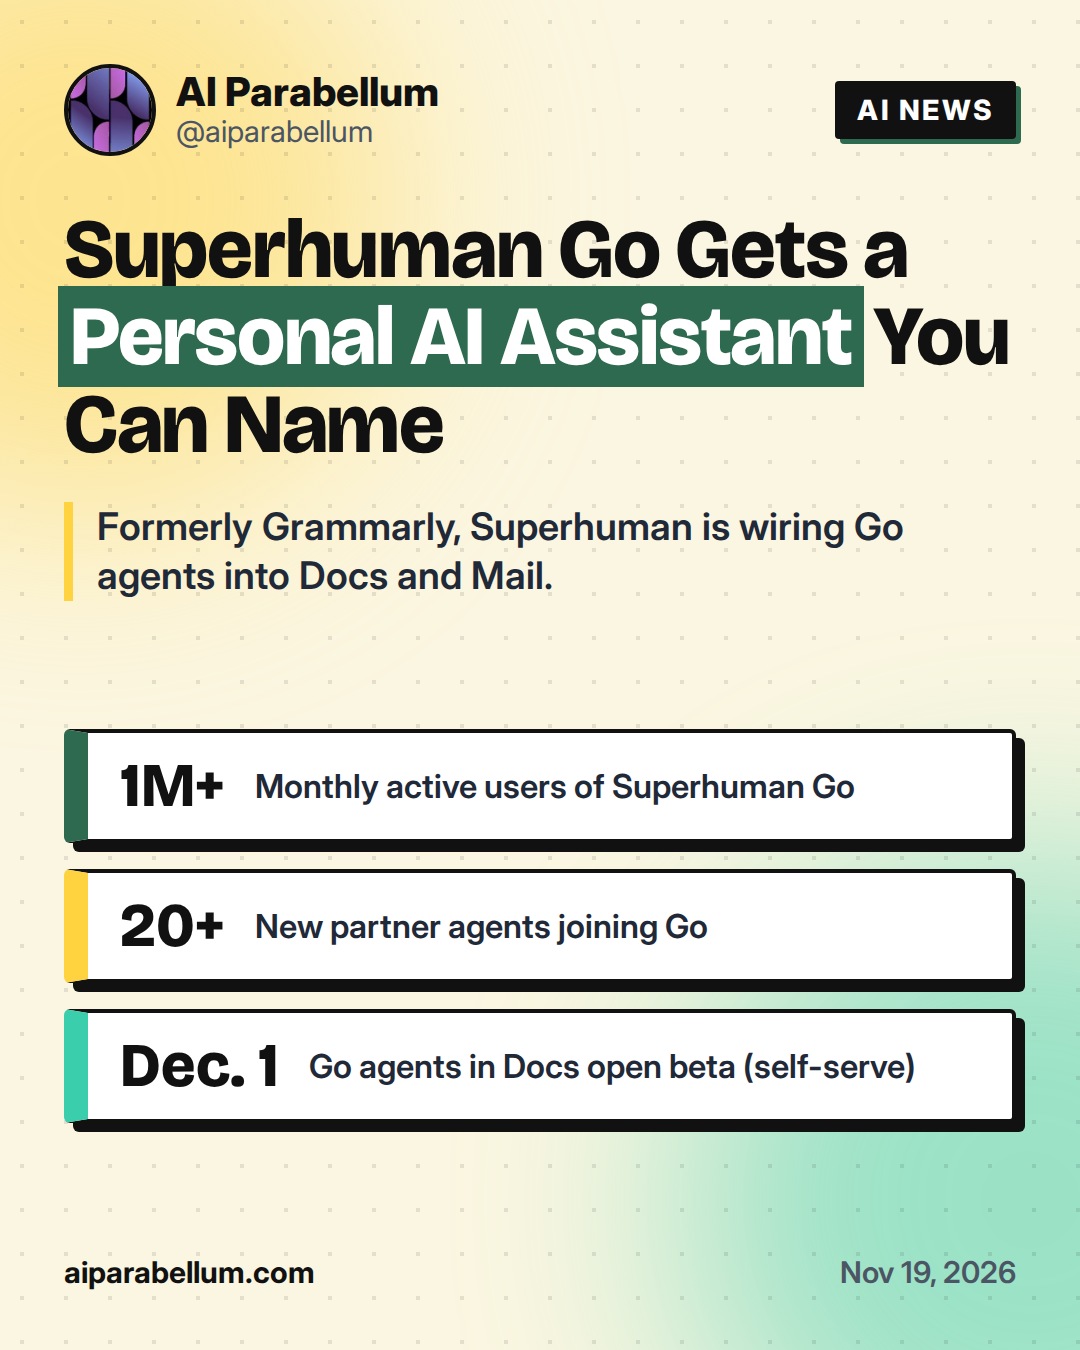 AI Parabellum
@aiparabellum
AI NEWS
Superhuman Go Gets a
Personal AI Assistant You
Can Name
Formerly Grammarly, Superhuman is wiring Go
agents into Docs and Mail.
1M+ Monthly active users of Superhuman Go
20+ New partner agents joining Go
Dec. 1 Go agents in Docs open beta (self-serve)
aiparabellum.com
Nov 19, 2026